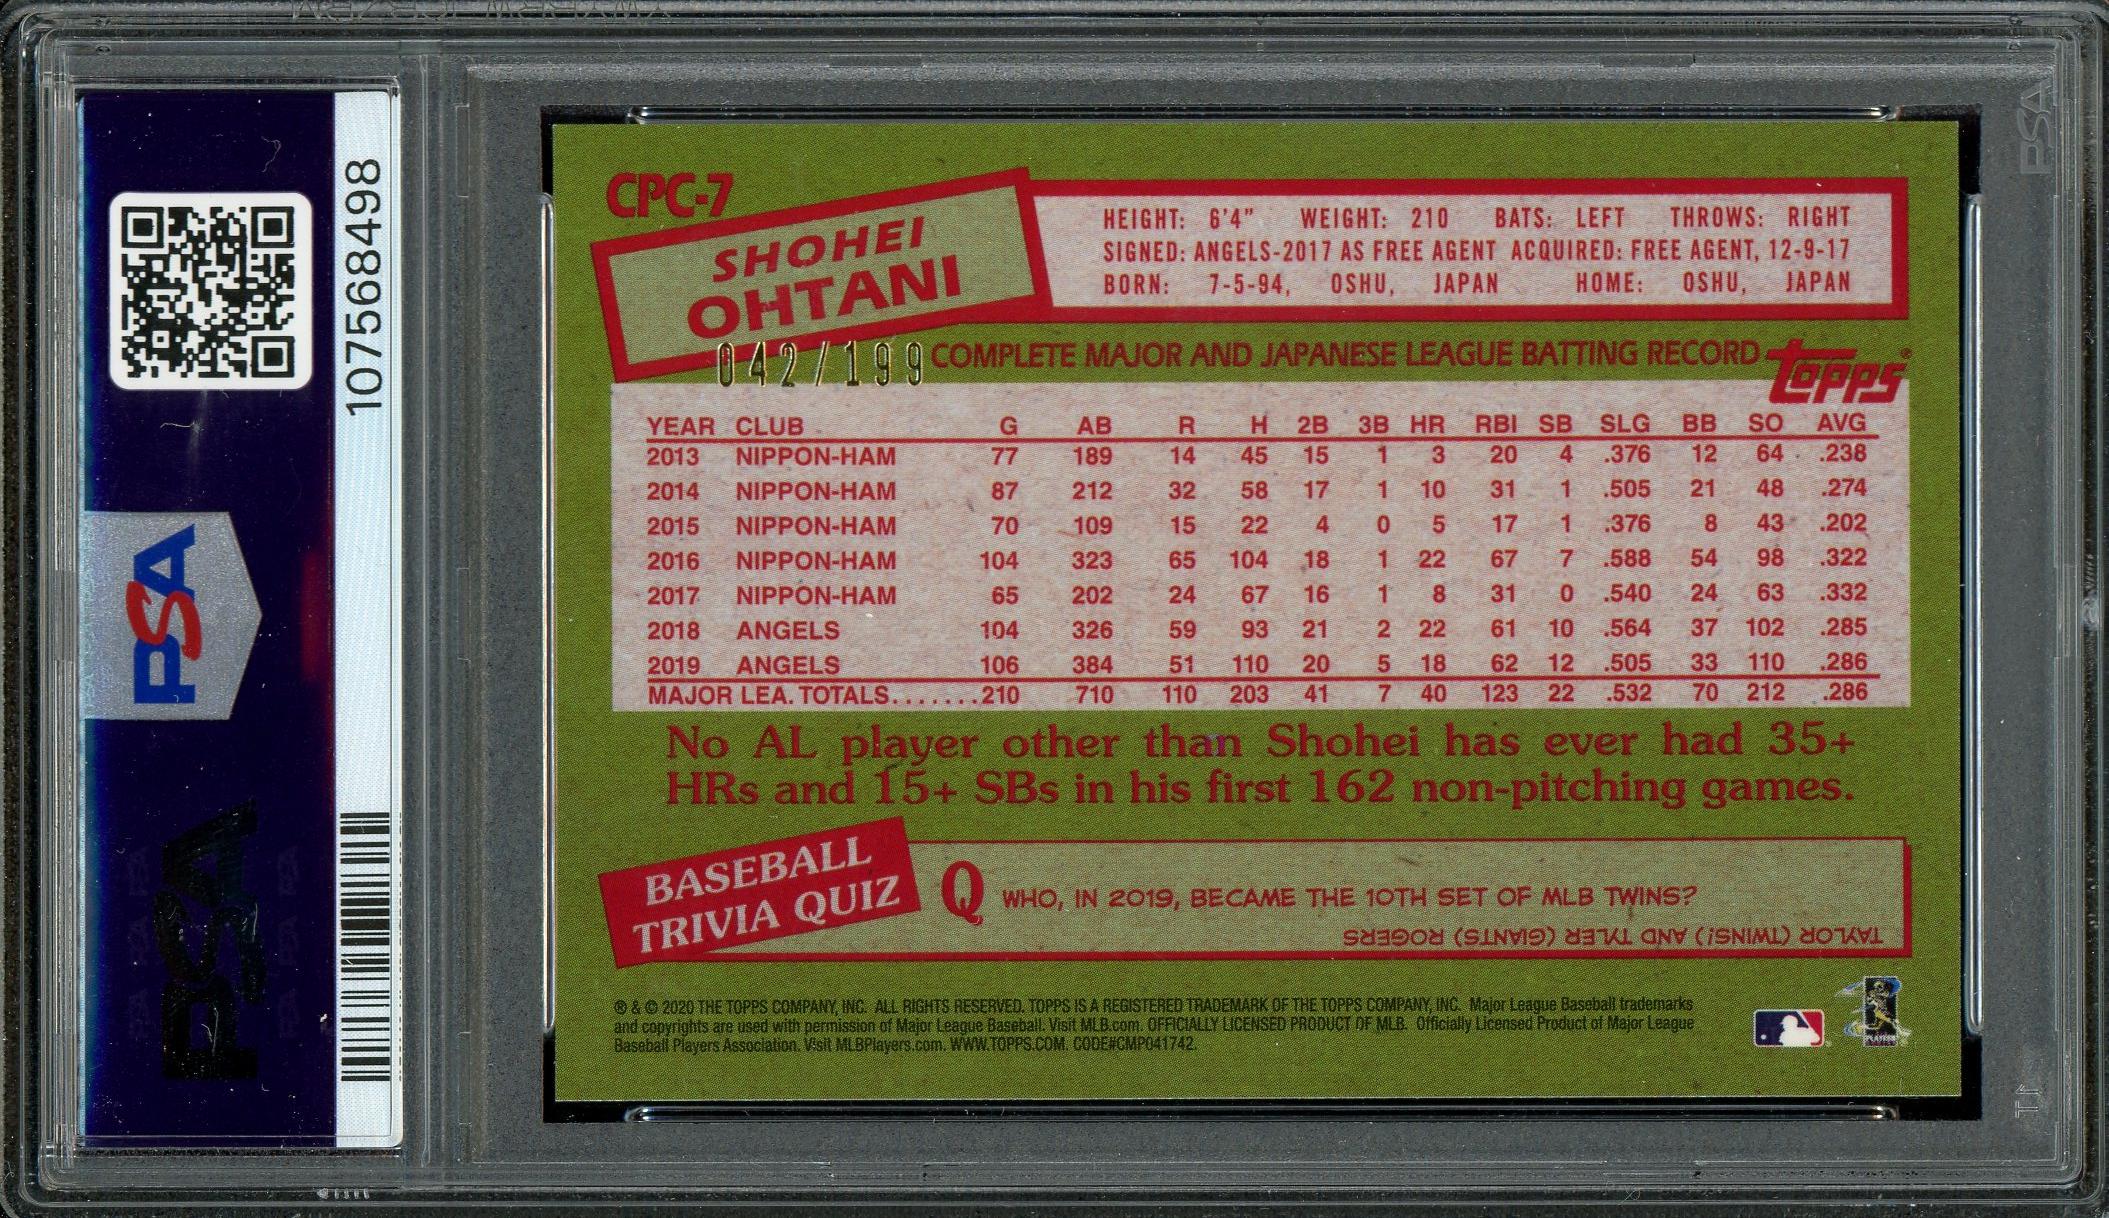 107568498
PSA
PSA
PSA
CPC-7
SHOHEI
OHTANI
HEIGHT: 6'4" WEIGHT: 210 BATS: LEFT THROWS: RIGHT
SIGNED: ANGELS-2017 AS FREE AGENT ACQUIRED: FREE AGENT, 12-9-17
BORN: 7-5-94, OSHU, JAPAN HOME: OSHU, JAPAN
042/199
COMPLETE MAJOR AND JAPANESE LEAGUE BATTING RECORD
Topps®
YEAR CLUB G AB R H 2B 3B HR RBI SB SLG BB SO AVG
2013 NIPPON-HAM 77 189 14 45 15 1 3 20 4 .376 12 64 .238
2014 NIPPON-HAM 87 212 32 58 17 1 10 31 1 .505 21 48 .274
2015 NIPPON-HAM 70 109 15 22 4 0 5 17 1 .376 8 43 .202
2016 NIPPON-HAM 104 323 65 104 18 1 22 67 7 .588 54 98 .322
2017 NIPPON-HAM 65 202 24 67 16 1 8 31 0 .540 24 63 .332
2018 ANGELS 104 326 59 93 21 2 22 61 10 .564 37 102 .285
2019 ANGELS 106 384 51 110 20 5 18 62 12 .505 33 110 .286
MAJOR LEA. TOTALS.......210 710 110 203 41 7 40 123 22 .532 70 212 .286
No AL player other than Shohei has ever had 35+
HRs and 15+ SBs in his first 162 non-pitching games.
BASEBALL
TRIVIA QUIZ
Q WHO, IN 2019, BECAME THE 10TH SET OF MLB TWINS?
TAYLOR (TWINS!) AND TYLER (GIANTS) ROGERS
® & © 2020 THE TOPPS COMPANY, INC. ALL RIGHTS RESERVED. TOPPS IS A REGISTERED TRADEMARK OF THE TOPPS COMPANY, INC. Major League Baseball trademarks
and copyrights are used with permission of Major League Baseball. Visit MLB.com. OFFICIALLY LICENSED PRODUCT OF MLB. Officially Licensed Product of Major League
Baseball Players Association. Visit MLBPlayers.com. WWW.TOPPS.COM. CODE#CMP041742.
PLAYERS